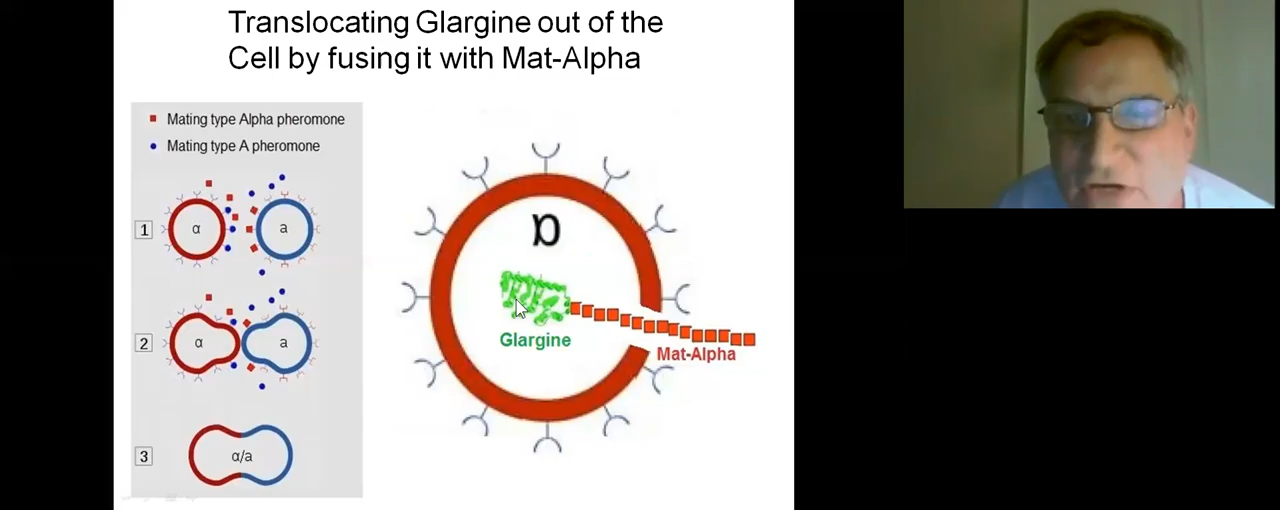 Translocating Glargine out of the
Cell by fusing it with Mat-Alpha
Mating type Alpha pheromone
Mating type A pheromone
1
α
a
2
α
a
3
α/a
α
Glargine
Mat-Alpha